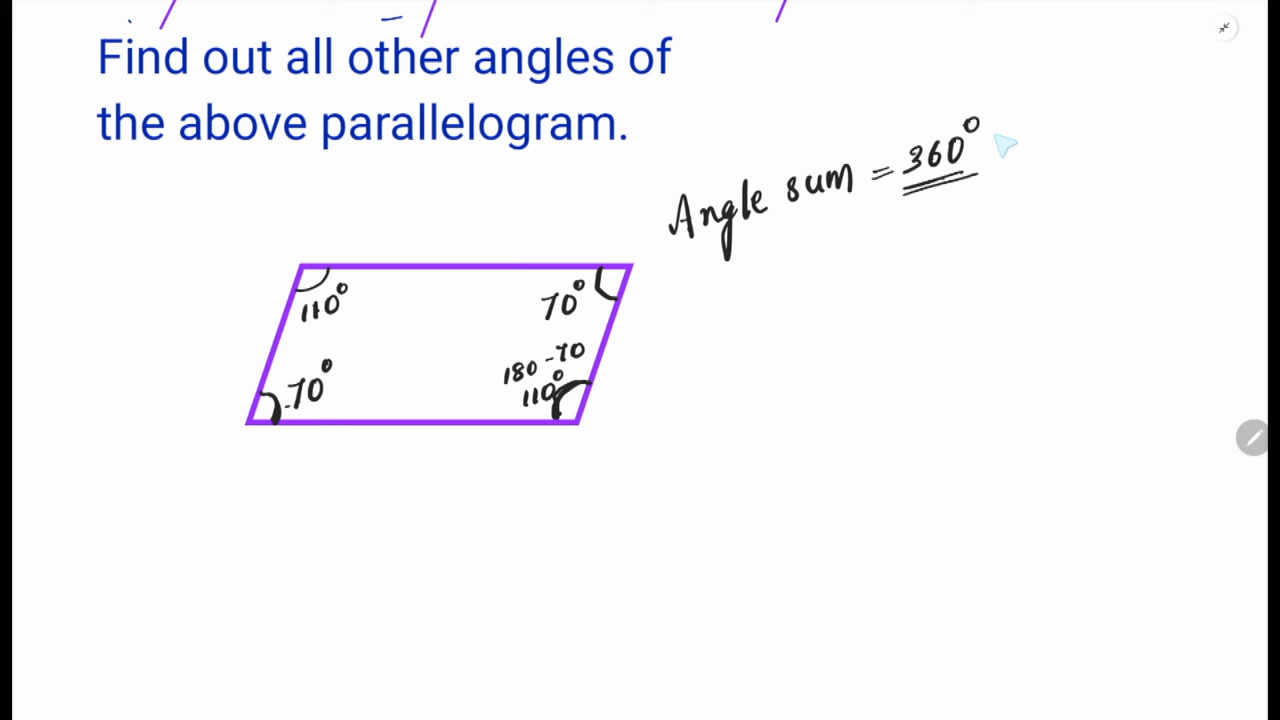 Find out all other angles of
the above parallelogram.
Angle sum = 360°
110°
70°
180 - 70
70°
110°